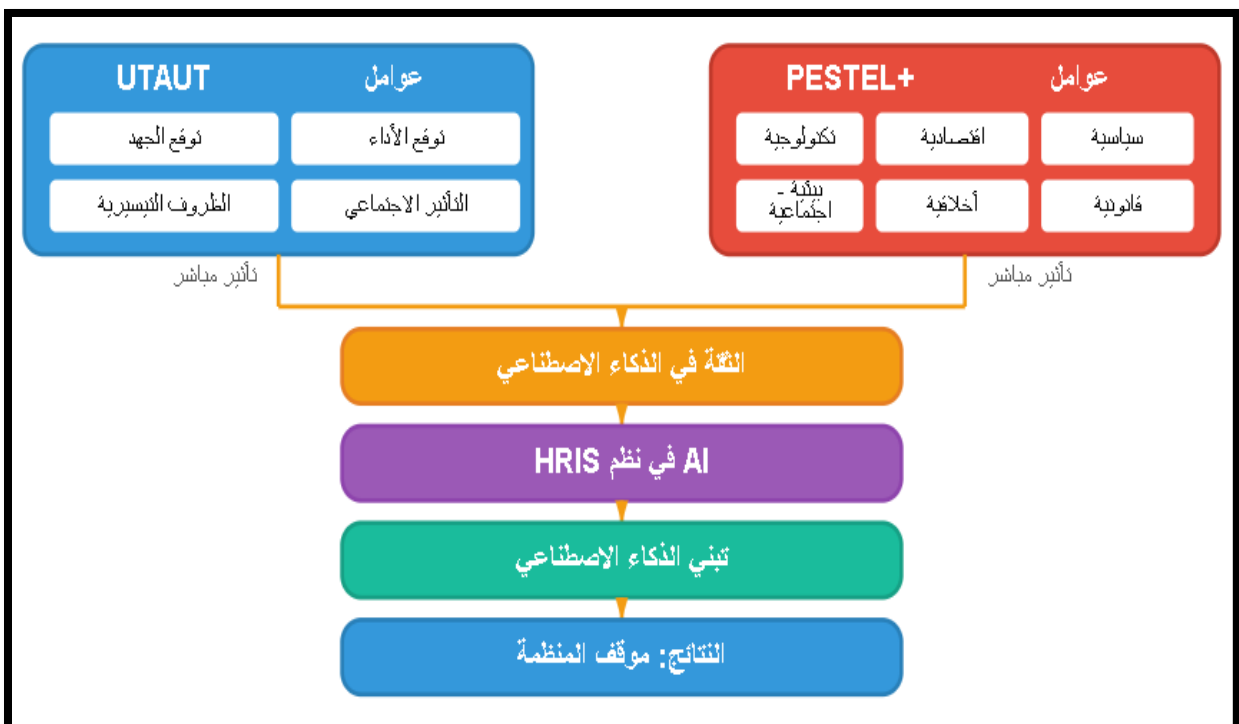 عوامل PESTEL+
سياسية
اقتصادية
تكنولوجية
قانونية
أخلاقية
بيئية -
اجتماعية
تأثير مباشر
عوامل UTAUT
توقع الأداء
توقع الجهد
التأثير الاجتماعي
الظروف التيسيرية
تأثير مباشر
الثقة في الذكاء الاصطناعي
AI في نظم HRIS
تبني الذكاء الاصطناعي
النتائج: موقف المنظمة